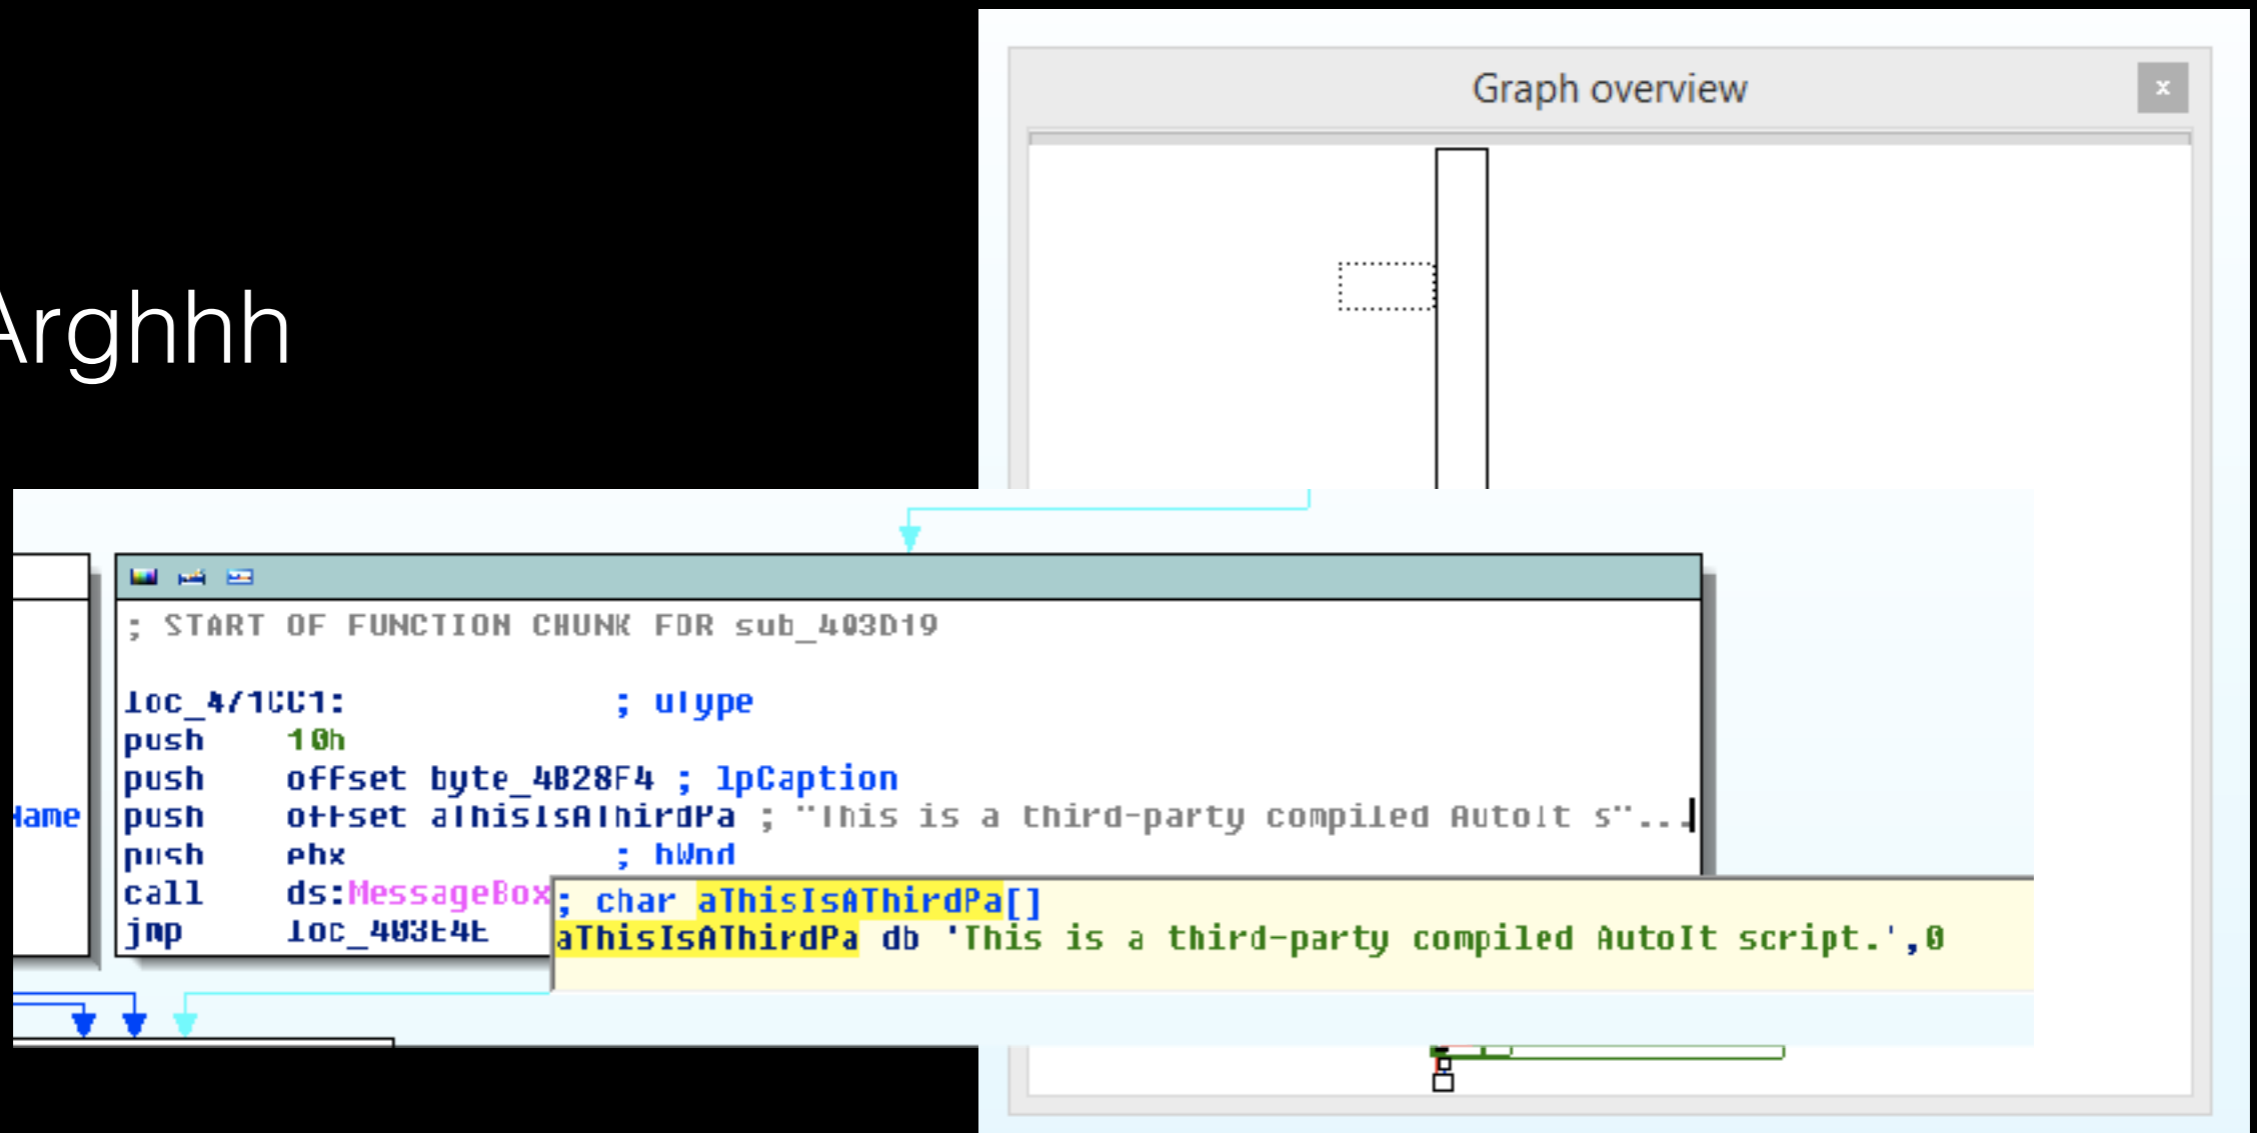 Graph overview
x
Arghhh
; START OF FUNCTION CHUNK FOR sub_403D19
; uType
push 10h
push offset byte_4B28F4 ; lpCaption
push offset aThisIsAThirdPa ; "This is a third-party compiled AutoIt s"...
push ebx ; hWnd
call ds:MessageBox
jmp loc_403E4E
Name
; char aThisIsAThirdPa[]
aThisIsAThirdPa db 'This is a third-party compiled AutoIt script.',0